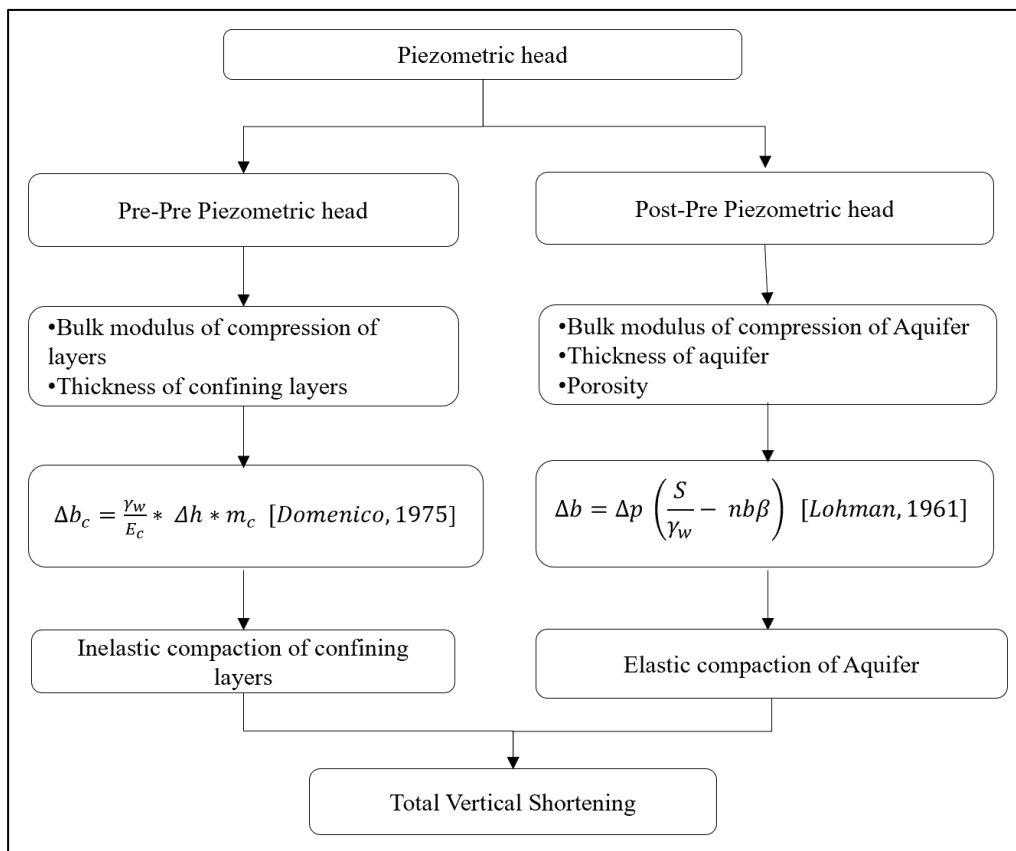 Piezometric head
Pre-Pre Piezometric head
Post-Pre Piezometric head
•Bulk modulus of compression of
layers
•Thickness of confining layers
•Bulk modulus of compression of Aquifer
•Thickness of aquifer
•Porosity
Δb_c = γ_w/E_c * Δh * m_c [Domenico, 1975]
Δb = Δp (S/γ_w − nbβ) [Lohman, 1961]
Inelastic compaction of confining
layers
Elastic compaction of Aquifer
Total Vertical Shortening